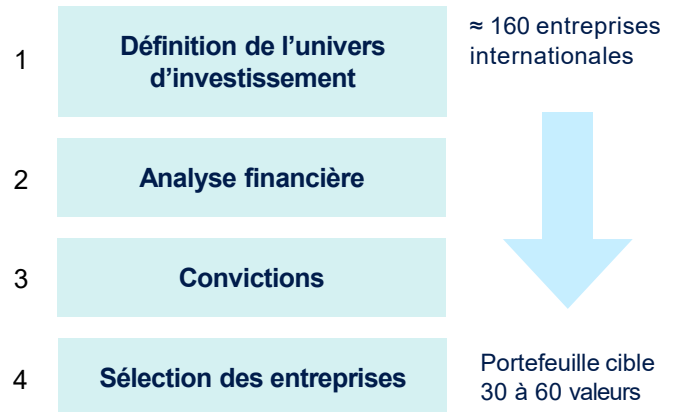 1
Définition de l’univers
d’investissement
≈ 160 entreprises
internationales
2
Analyse financière
3
Convictions
4
Sélection des entreprises
Portefeuille cible
30 à 60 valeurs